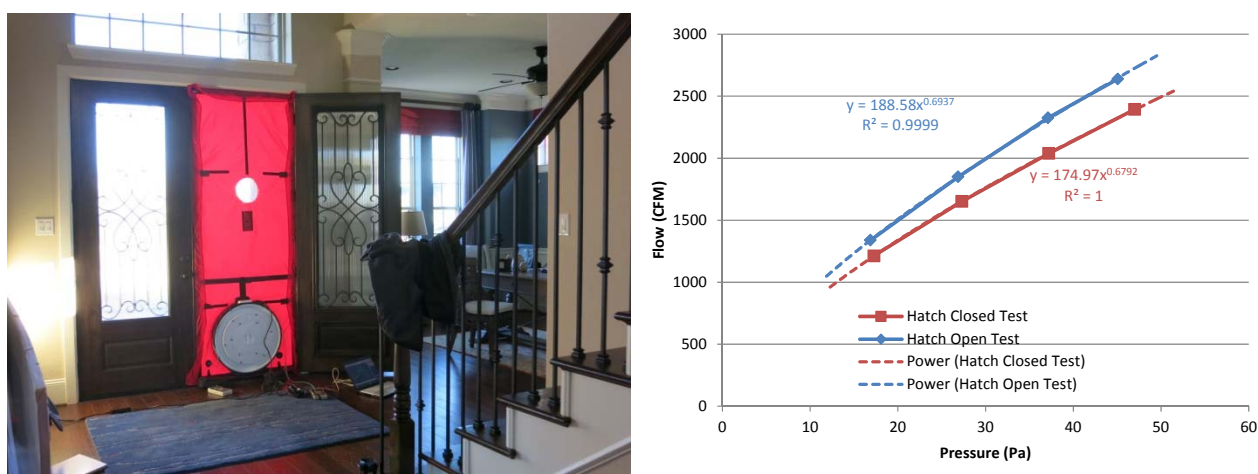 3000
2500
2000
1500
1000
500
0
Flow (CFM)
y = 188.58x^0.6937
R² = 0.9999
y = 174.97x^0.6792
R² = 1
Hatch Closed Test
Hatch Open Test
Power (Hatch Closed Test)
Power (Hatch Open Test)
0 10 20 30 40 50 60
Pressure (Pa)